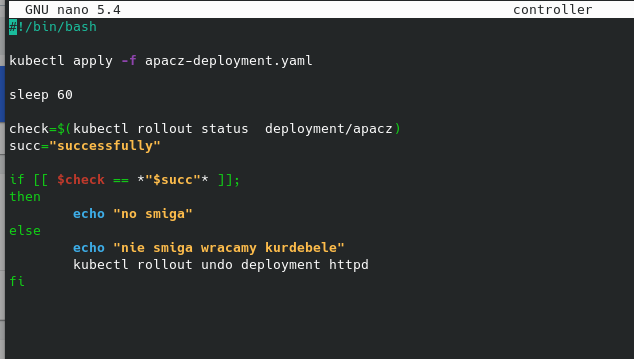 GNU nano 5.4 controller
#!/bin/bash
kubectl apply -f apacz-deployment.yaml
sleep 60
check=$(kubectl rollout status  deployment/apacz)
succ="successfully"
if [[ $check == *"$succ"* ]];
then
echo "no smiga"
else
echo "nie smiga wracamy kurdebele"
kubectl rollout undo deployment httpd
fi